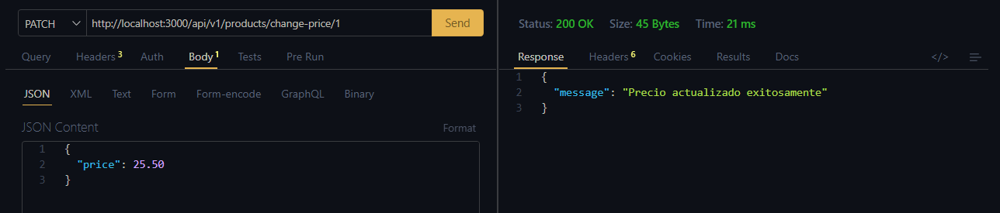 PATCH http://localhost:3000/api/v1/products/change-price/1 Send
Query Headers 3 Auth Body 1 Tests Pre Run
JSON XML Text Form Form-encode GraphQL Binary
JSON Content Format
1 {
2 "price": 25.50
3 }
Status: 200 OK Size: 45 Bytes Time: 21 ms
Response Headers 6 Cookies Results Docs </>
1 {
2 "message": "Precio actualizado exitosamente"
3 }